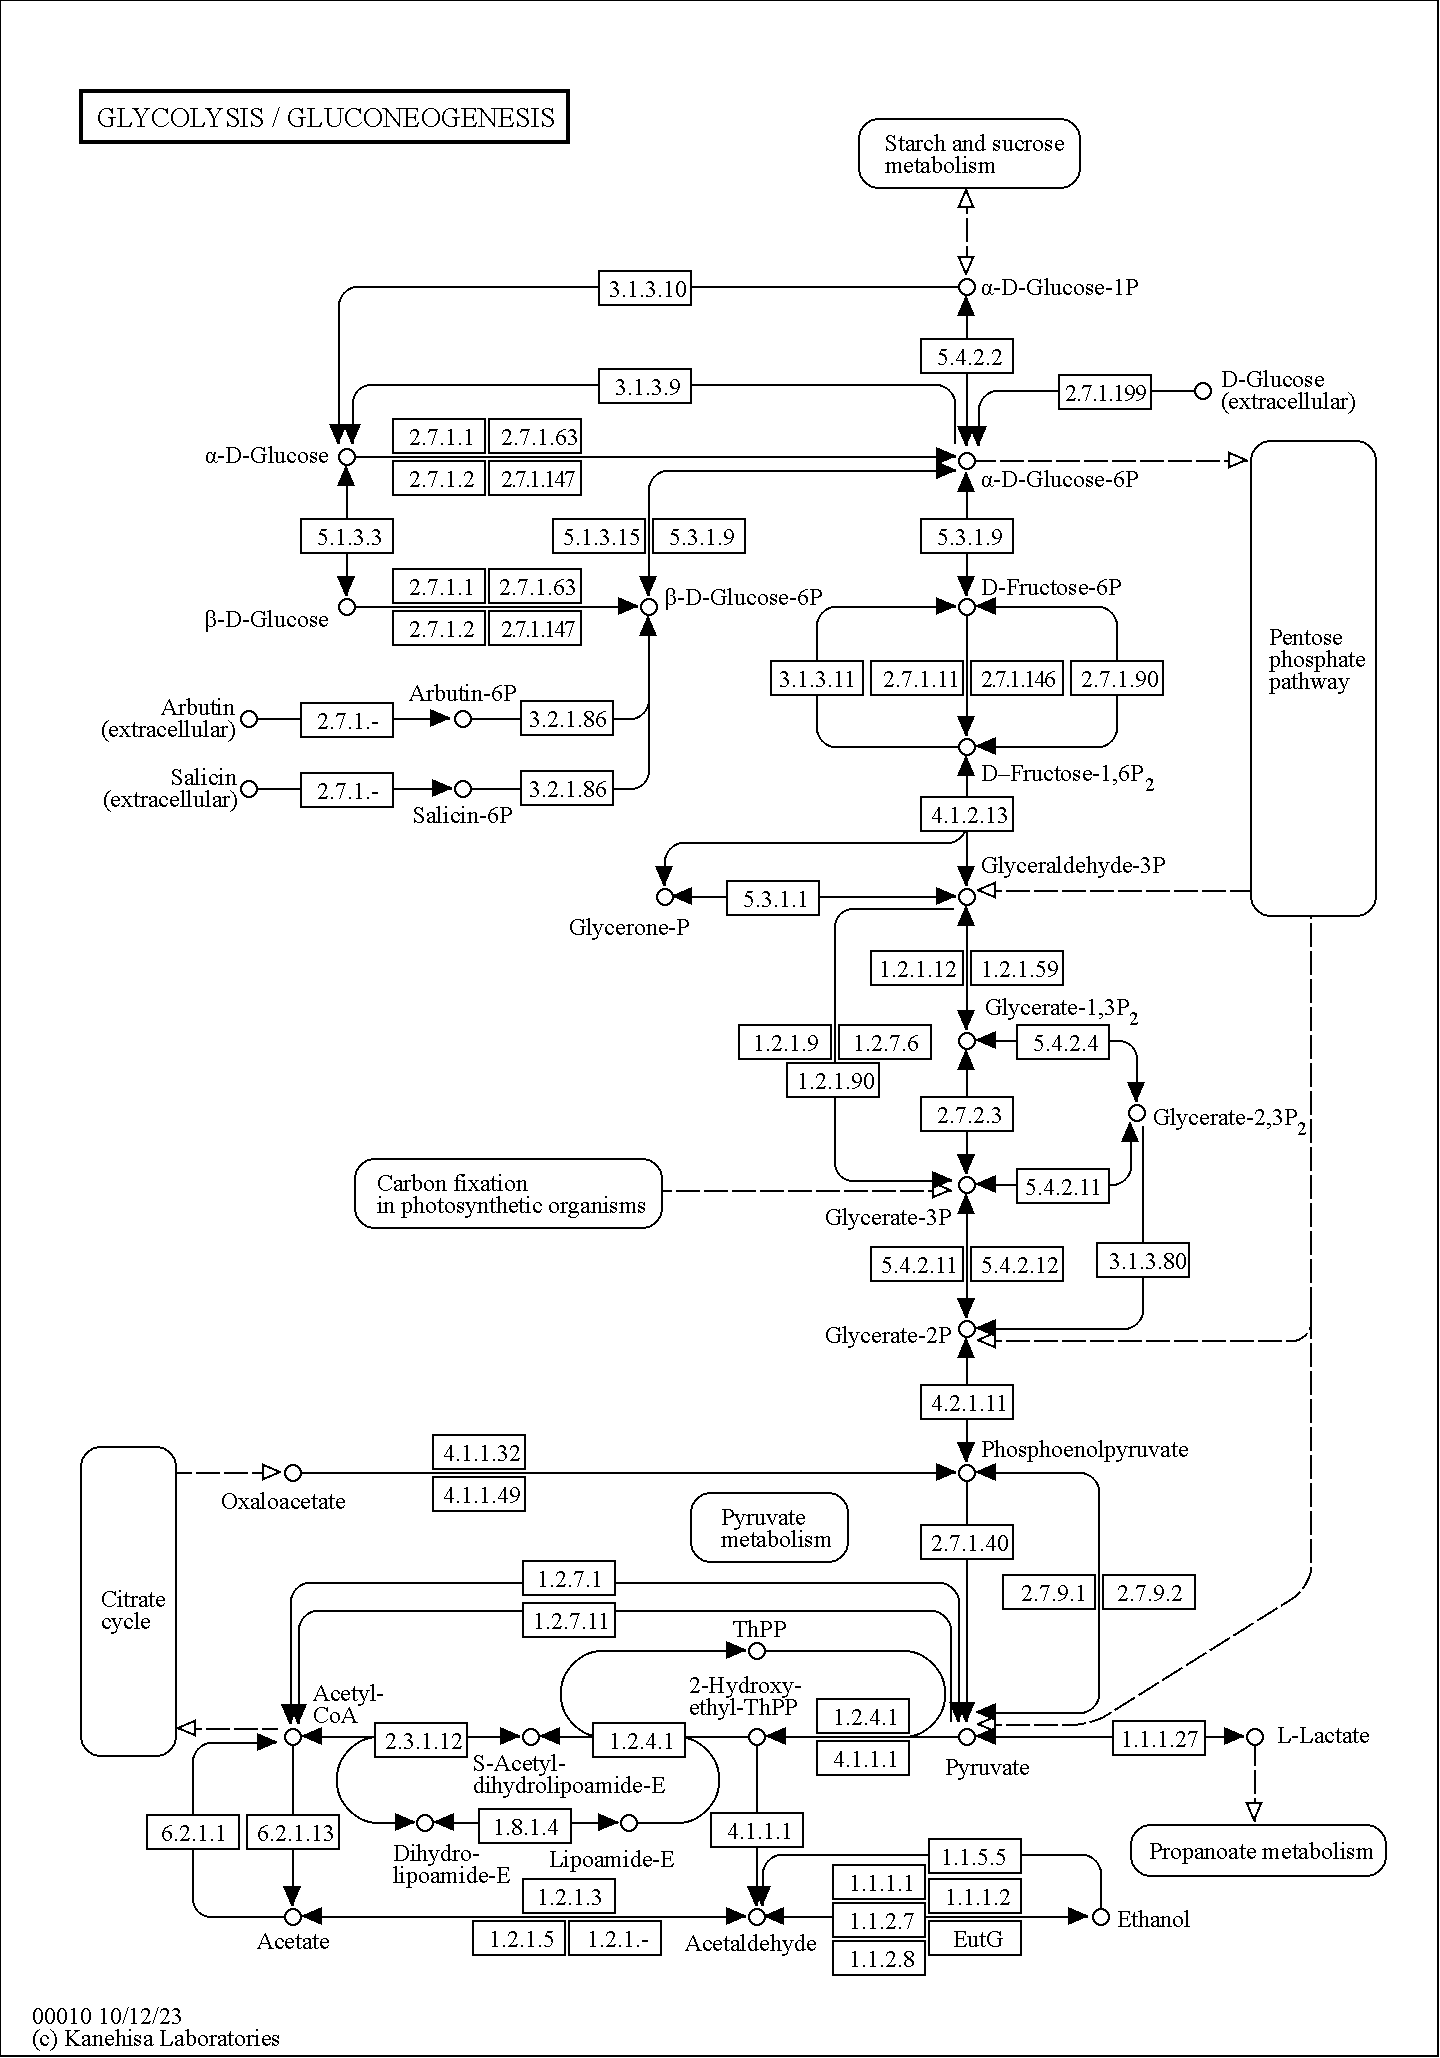 GLYCOLYSIS / GLUCONEOGENESIS
Starch and sucrose
metabolism
3.1.3.10
α-D-Glucose-1P
5.4.2.2
3.1.3.9
2.7.1.199
D-Glucose
(extracellular)
2.7.1.1
2.7.1.63
α-D-Glucose
2.7.1.2
2.7.1.147
α-D-Glucose-6P
5.1.3.3
5.1.3.15
5.3.1.9
5.3.1.9
2.7.1.1
2.7.1.63
D-Fructose-6P
β-D-Glucose-6P
β-D-Glucose
2.7.1.2
2.7.1.147
Pentose
phosphate
pathway
3.1.3.11
2.7.1.11
2.7.1.146
2.7.1.90
Arbutin
(extracellular)
2.7.1.-
Arbutin-6P
3.2.1.86
Salicin
(extracellular)
2.7.1.-
Salicin-6P
3.2.1.86
D–Fructose-1,6P2
4.1.2.13
Glyceraldehyde-3P
5.3.1.1
Glycerone-P
1.2.1.12
1.2.1.59
Glycerate-1,3P2
1.2.1.9
1.2.7.6
5.4.2.4
1.2.1.90
2.7.2.3
Glycerate-2,3P2
Carbon fixation
in photosynthetic organisms
5.4.2.11
Glycerate-3P
5.4.2.11
5.4.2.12
3.1.3.80
Glycerate-2P
4.2.1.11
4.1.1.32
Phosphoenolpyruvate
Oxaloacetate
4.1.1.49
Pyruvate
metabolism
2.7.1.40
Citrate
cycle
1.2.7.1
2.7.9.1
2.7.9.2
1.2.7.11
ThPP
Acetyl-
CoA
2-Hydroxy-
ethyl-ThPP
1.2.4.1
2.3.1.12
1.2.4.1
1.1.1.27
L-Lactate
S-Acetyl-
dihydrolipoamide-E
4.1.1.1
Pyruvate
6.2.1.1
6.2.1.13
1.8.1.4
4.1.1.1
Dihydro-
lipoamide-E
Lipoamide-E
1.1.5.5
Propanoate metabolism
1.2.1.3
1.1.1.1
1.1.1.2
Acetate
1.2.1.5
1.2.1.-
Acetaldehyde
1.1.2.7
EutG
Ethanol
1.1.2.8
00010 10/12/23
(c) Kanehisa Laboratories